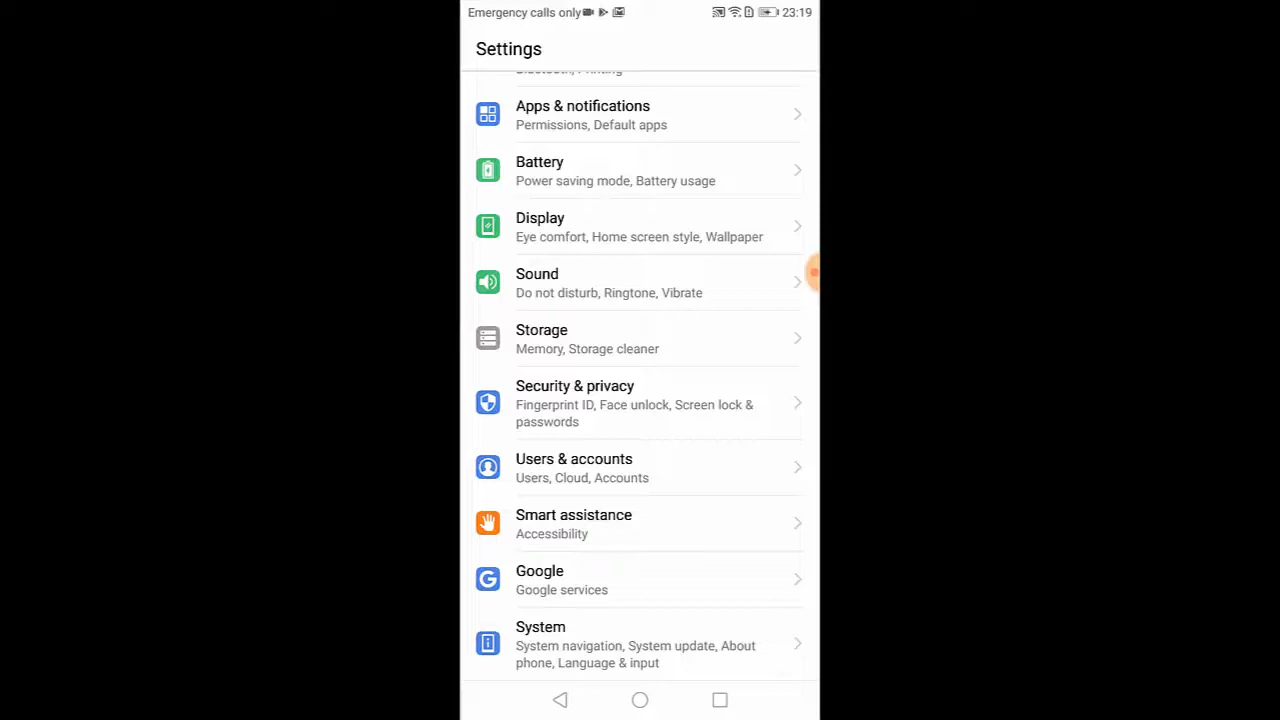 Emergency calls only 23:19
Settings
Bluetooth, Printing
Apps & notifications
Permissions, Default apps
Battery
Power saving mode, Battery usage
Display
Eye comfort, Home screen style, Wallpaper
Sound
Do not disturb, Ringtone, Vibrate
Storage
Memory, Storage cleaner
Security & privacy
Fingerprint ID, Face unlock, Screen lock &
passwords
Users & accounts
Users, Cloud, Accounts
Smart assistance
Accessibility
Google
Google services
System
System navigation, System update, About
phone, Language & input